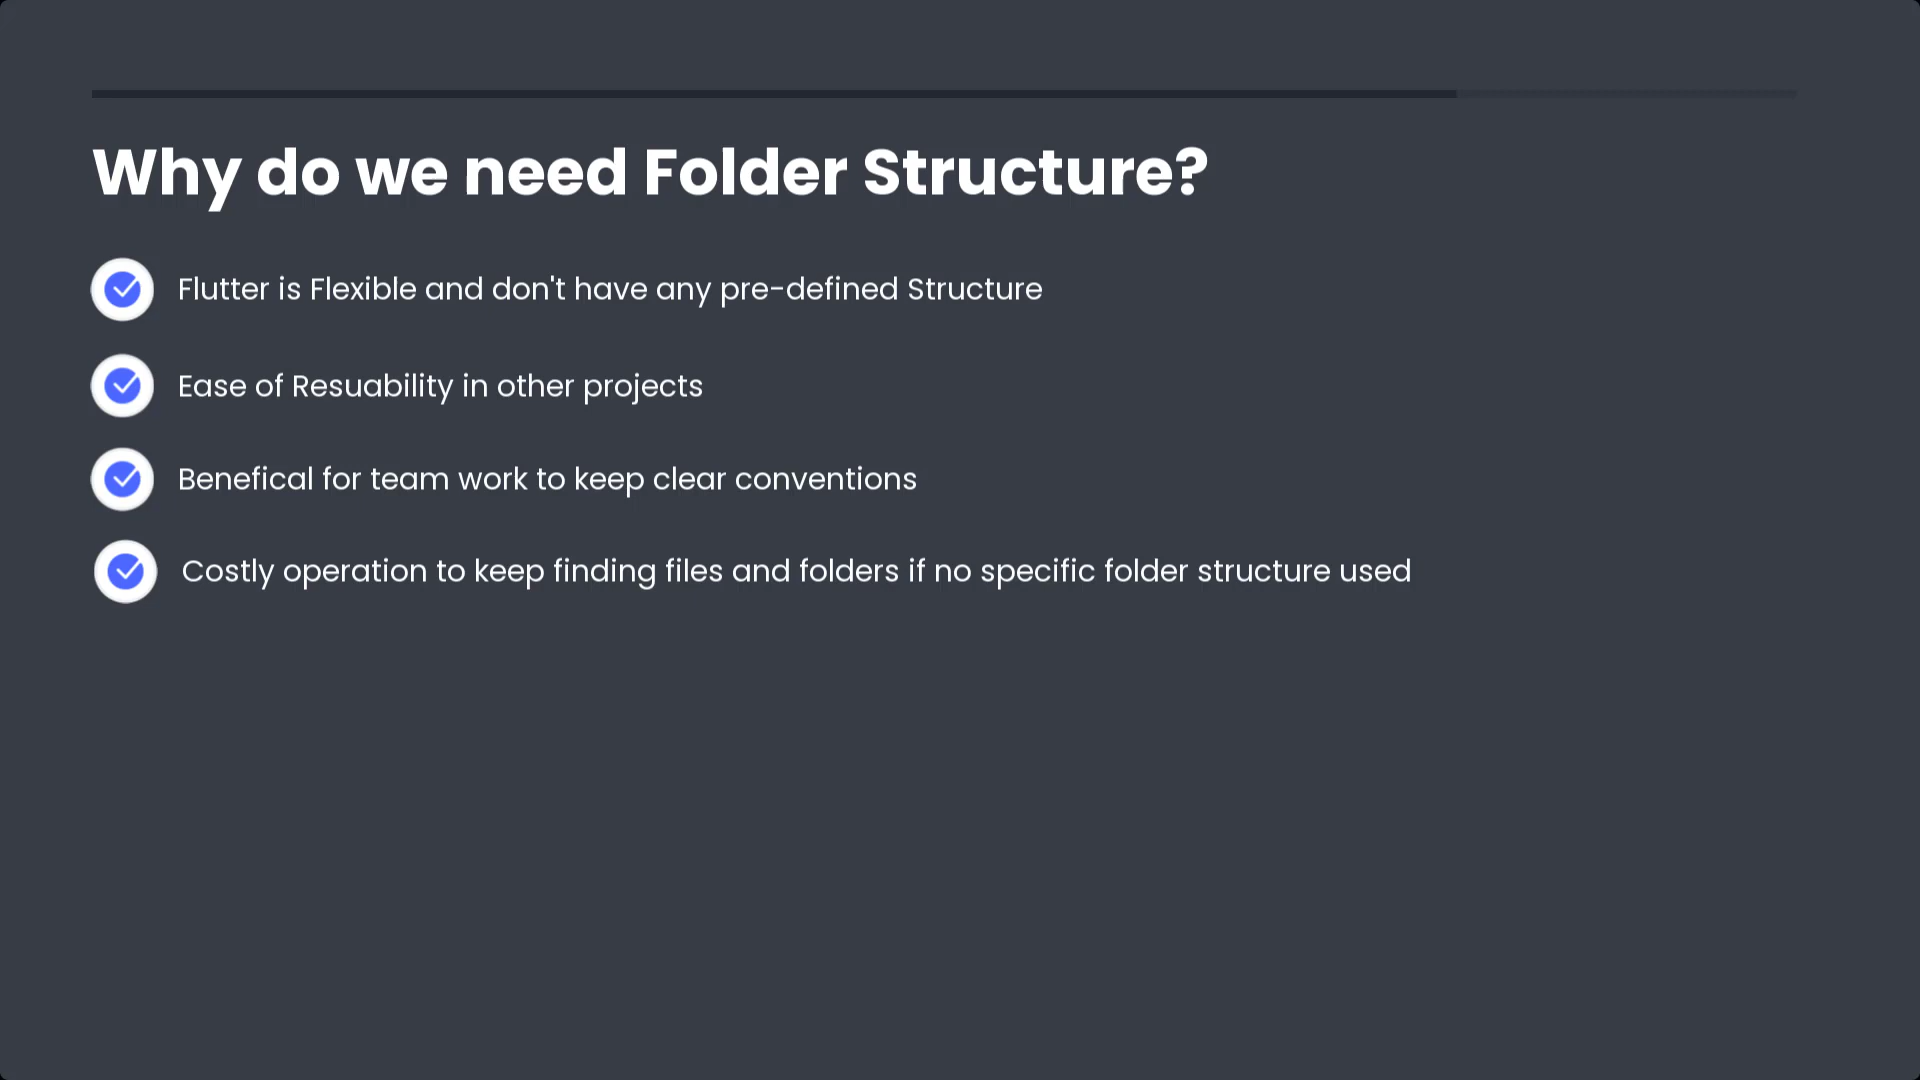 Why do we need Folder Structure?
Flutter is Flexible and don't have any pre-defined Structure
Ease of Resuability in other projects
Benefical for team work to keep clear conventions
Costly operation to keep finding files and folders if no specific folder structure used